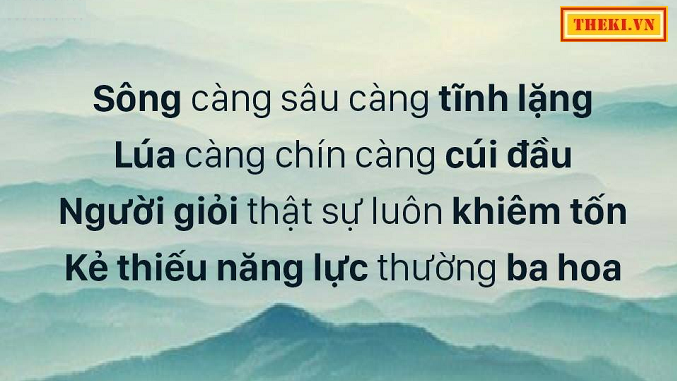 THEKI.VN
Sông càng sâu càng tĩnh lặng
Lúa càng chín càng cúi đầu
Người giỏi thật sự luôn khiêm tốn
Kẻ thiếu năng lực thường ba hoa